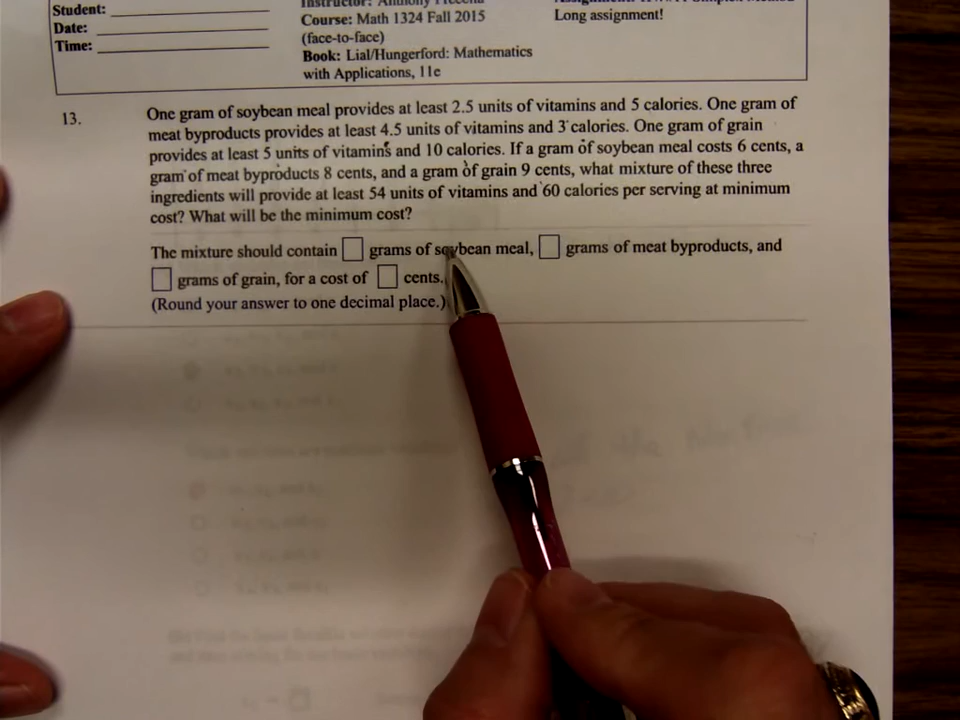 Student:
Course: Math 1324 Fall 2015
Long assignment!
Date:
(face-to-face)
Time:
Book: Lial/Hungerford: Mathematics
with Applications, 11e
13.
One gram of soybean meal provides at least 2.5 units of vitamins and 5 calories. One gram of
meat byproducts provides at least 4.5 units of vitamins and 3 calories. One gram of grain
provides at least 5 units of vitamins and 10 calories. If a gram of soybean meal costs 6 cents, a
gram of meat byproducts 8 cents, and a gram of grain 9 cents, what mixture of these three
ingredients will provide at least 54 units of vitamins and 60 calories per serving at minimum
cost? What will be the minimum cost?
The mixture should contain grams of soybean meal, grams of meat byproducts, and
grams of grain, for a cost of cents.
(Round your answer to one decimal place.)